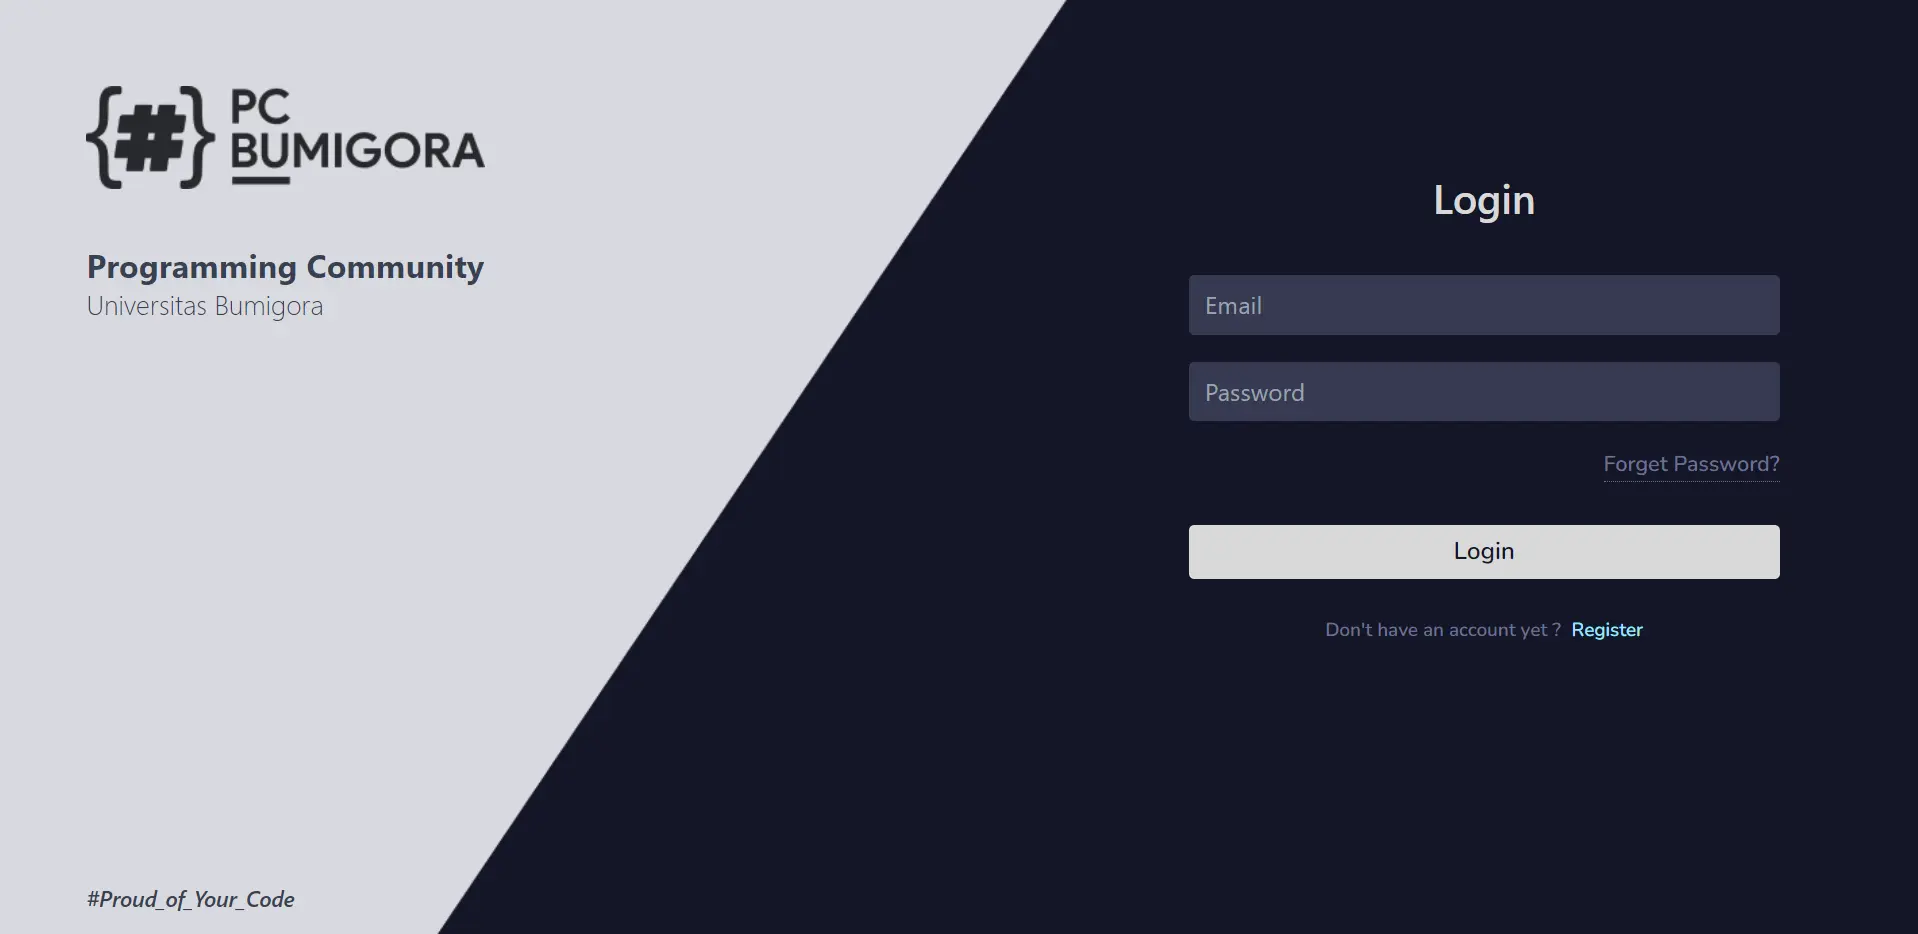 {#} PC
BUMIGORA
Programming Community
Universitas Bumigora
#Proud_of_Your_Code
Login
Email
Password
Forget Password?
Login
Don't have an account yet ? Register